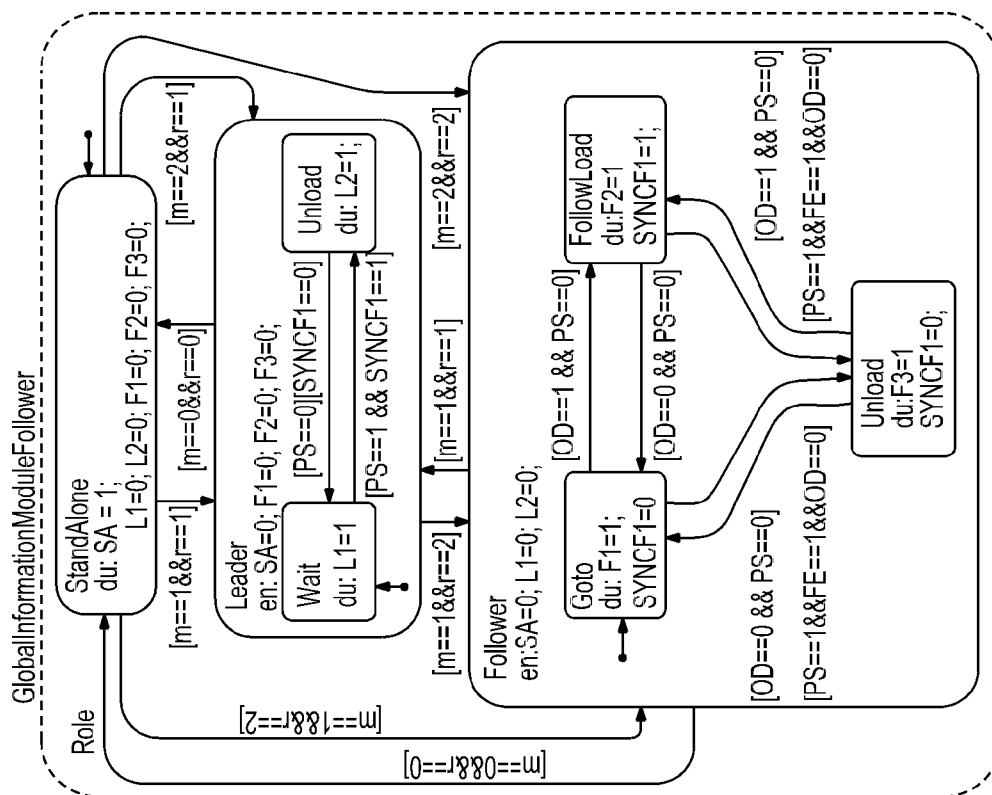 GlobalInformationModuleFollower
Role
StandAlone
du: SA = 1;
L1=0; L2=0; F1=0; F2=0; F3=0;
[m==2&&r==1]
[m==0&&r==0]
[m==1&&r==1]
Leader
en: SA=0; F1=0; F2=0; F3=0;
Wait
du: L1=1
[PS==0][SYNCF1==0]
[PS==1 && SYNCF1==1]
Unload
du: L2=1;
[m==1&&r==2]
[m==1&&r==1]
[m==2&&r==2]
[m==1&&r==2]
[m==0&&r==0]
Follower
en:SA=0; L1=0; L2=0;
Goto
du: F1=1;
SYNCF1=0
[OD==1 && PS==0]
[OD==0 && PS==0]
FollowLoad
du:F2=1
SYNCF1=1;
[OD==0 && PS==0]
[PS==1&&FE==1&&OD==0]
[OD==1 && PS==0]
[PS==1&&FE==1&&OD==0]
Unload
du:F3=1
SYNCF1=0;